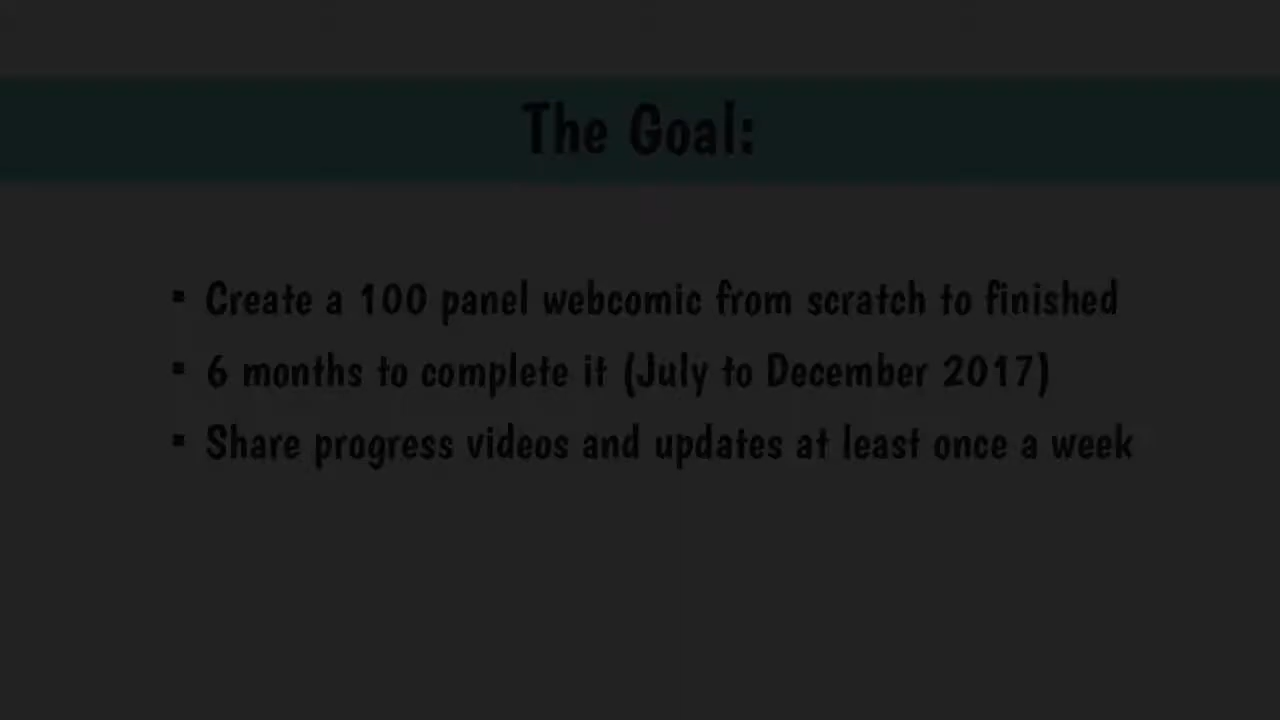 The Goal:
▪ Create a 100 panel webcomic from scratch to finished
▪ 6 months to complete it (July to December 2017)
▪ Share progress videos and updates at least once a week